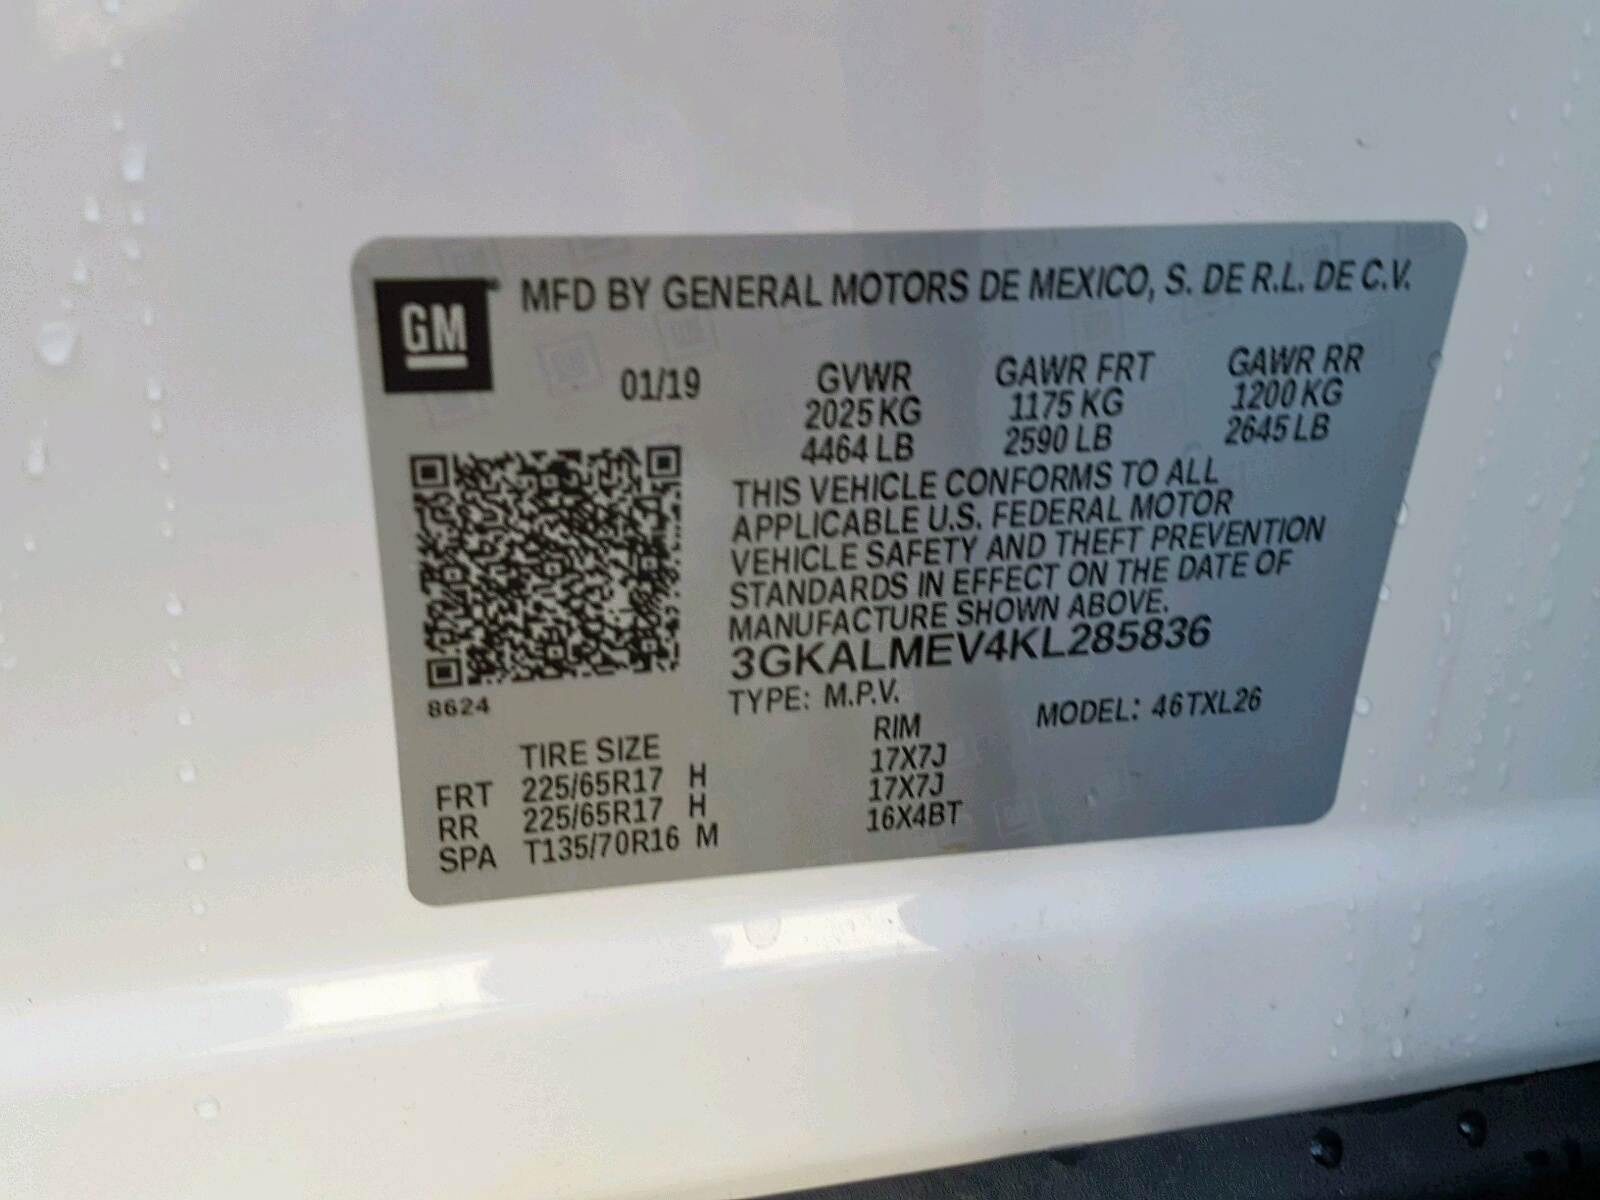 GM MFD BY GENERAL MOTORS DE MEXICO, S. DE R.L. DE C.V.
01/19 GVWR GAWR FRT GAWR RR
2025 KG 1175 KG 1200 KG
4464 LB 2590 LB 2645 LB
THIS VEHICLE CONFORMS TO ALL
APPLICABLE U.S. FEDERAL MOTOR
VEHICLE SAFETY AND THEFT PREVENTION
STANDARDS IN EFFECT ON THE DATE OF
MANUFACTURE SHOWN ABOVE.
3GKALMEV4KL285836
8624 TYPE: M.P.V. MODEL: 46TXL26
TIRE SIZE RIM
FRT 225/65R17 H 17X7J
RR 225/65R17 H 17X7J
SPA T135/70R16 M 16X4BT